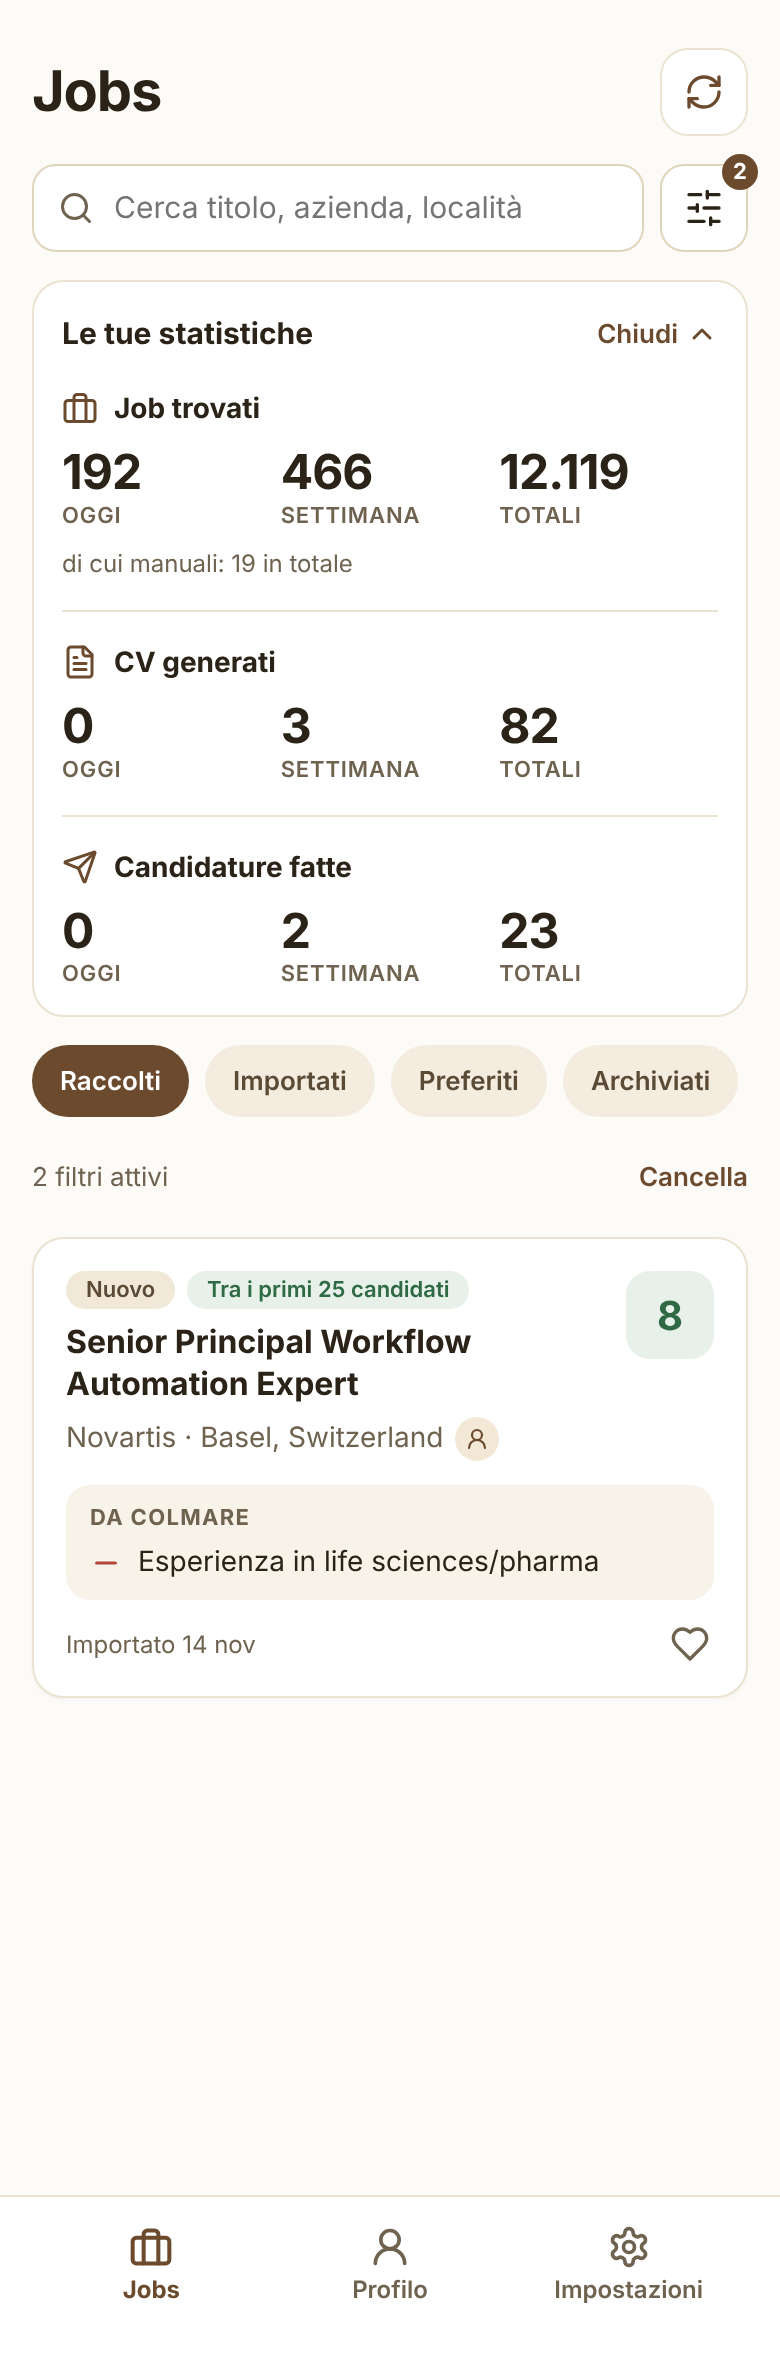 Jobs
2
Cerca titolo, azienda, località
Le tue statistiche
Chiudi
Job trovati
192 466 12.119
OGGI SETTIMANA TOTALI
di cui manuali: 19 in totale
CV generati
0 3 82
OGGI SETTIMANA TOTALI
Candidature fatte
0 2 23
OGGI SETTIMANA TOTALI
Raccolti Importati Preferiti Archiviati
2 filtri attivi
Cancella
Nuovo Tra i primi 25 candidati
8
Senior Principal Workflow
Automation Expert
Novartis · Basel, Switzerland
DA COLMARE
– Esperienza in life sciences/pharma
Importato 14 nov
Jobs Profilo Impostazioni